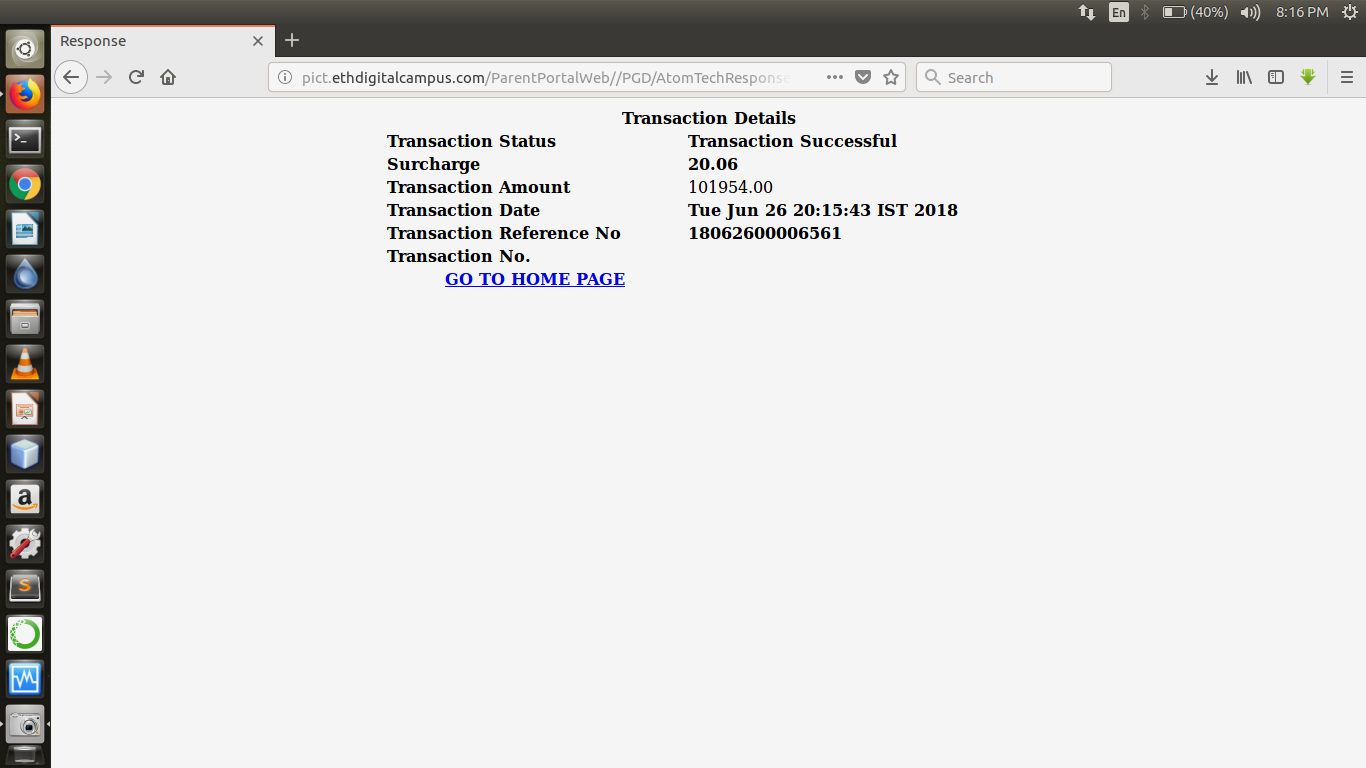 En (40%) 8:16 PM
Response
pict.ethdigitalcampus.com/ParentPortalWeb//PGD/AtomTechResponse Search
Transaction Details
Transaction Status Transaction Successful
Surcharge 20.06
Transaction Amount 101954.00
Transaction Date Tue Jun 26 20:15:43 IST 2018
Transaction Reference No 18062600006561
Transaction No.
GO TO HOME PAGE